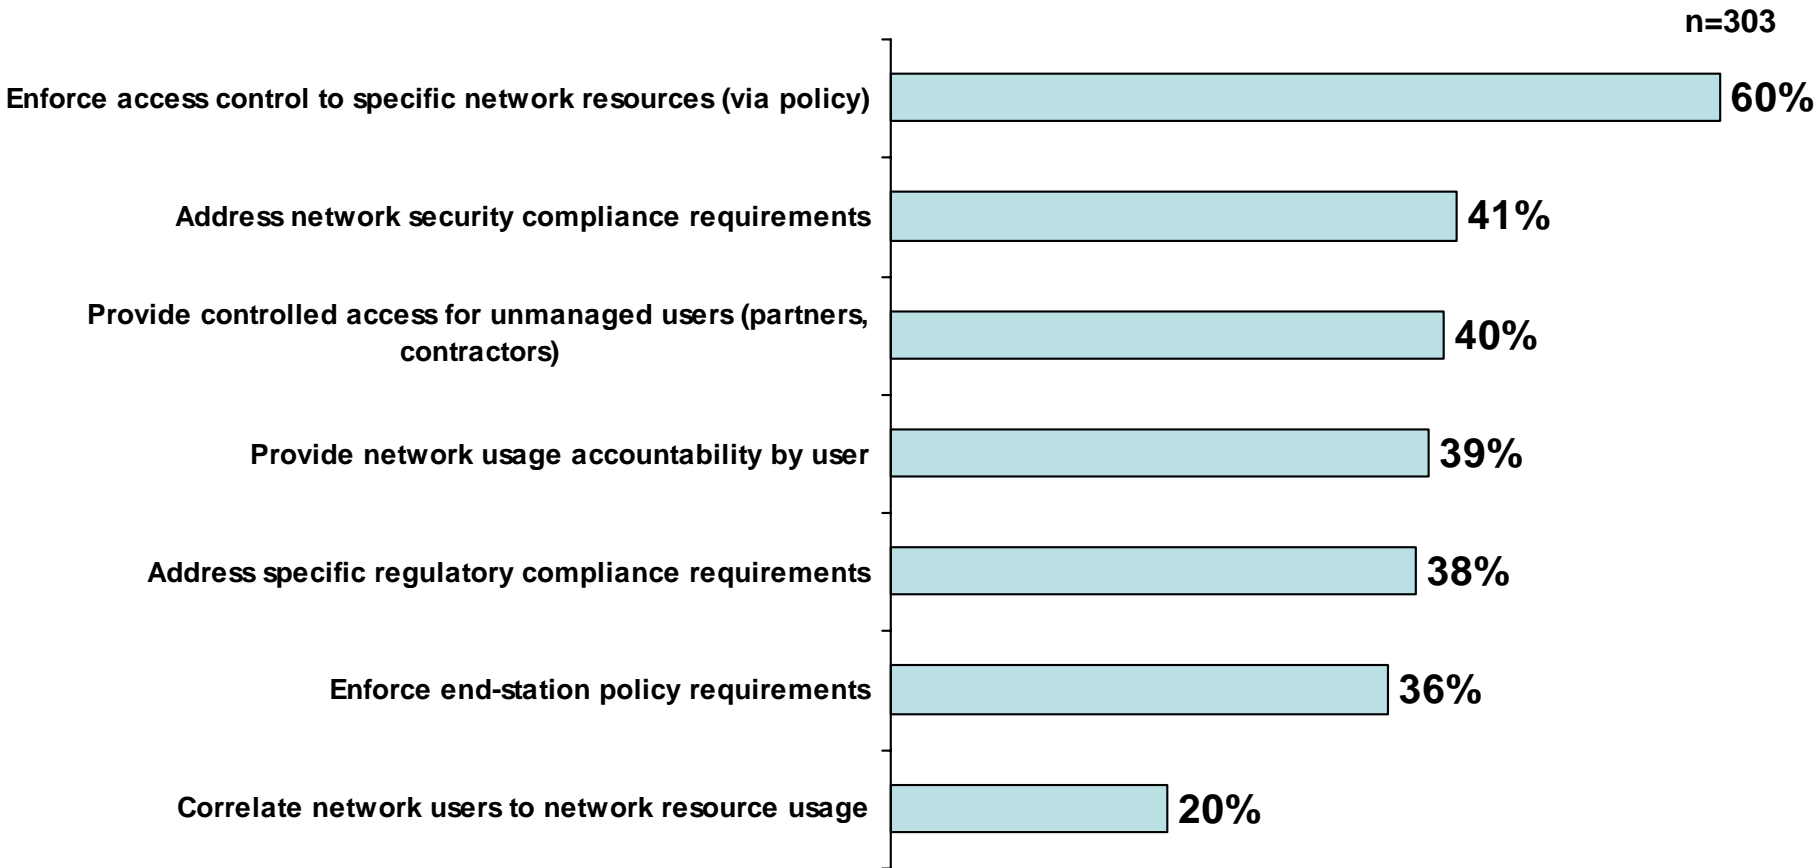 n=303
Enforce access control to specific network resources (via policy)
60%
Address network security compliance requirements
41%
Provide controlled access for unmanaged users (partners,
contractors)
40%
Provide network usage accountability by user
39%
Address specific regulatory compliance requirements
38%
Enforce end-station policy requirements
36%
Correlate network users to network resource usage
20%